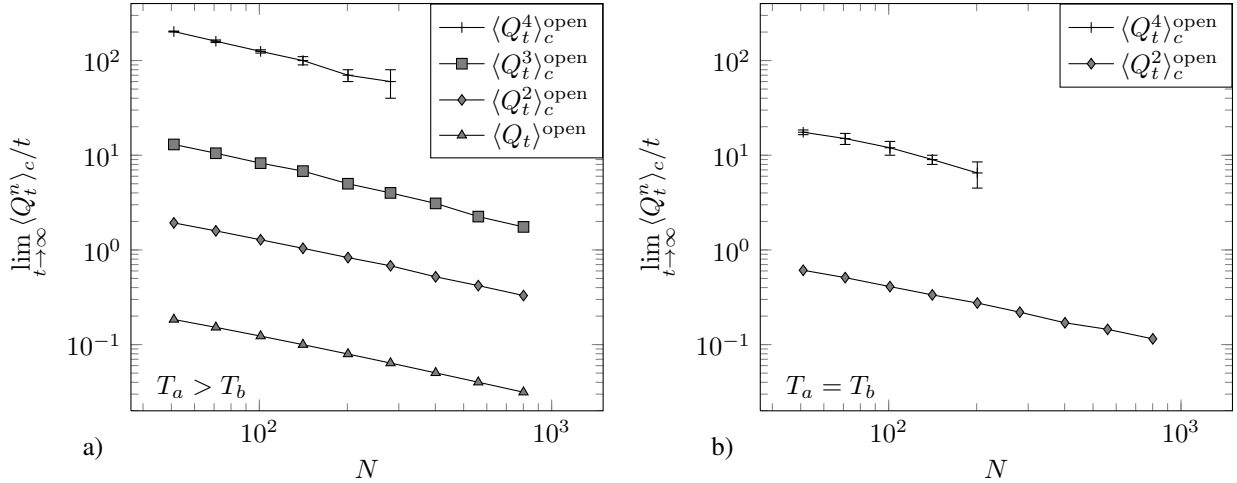 10^2
10^1
10^0
10^{-1}
lim_{t→∞} ⟨Q_t^n⟩_c/t
⟨Q_t^4⟩_c^{open}
⟨Q_t^3⟩_c^{open}
⟨Q_t^2⟩_c^{open}
⟨Q_t⟩^{open}
T_a > T_b
10^2 10^3
a) N
10^2
10^1
10^0
10^{-1}
lim_{t→∞} ⟨Q_t^n⟩_c/t
⟨Q_t^4⟩_c^{open}
⟨Q_t^2⟩_c^{open}
T_a = T_b
10^2 10^3
b) N